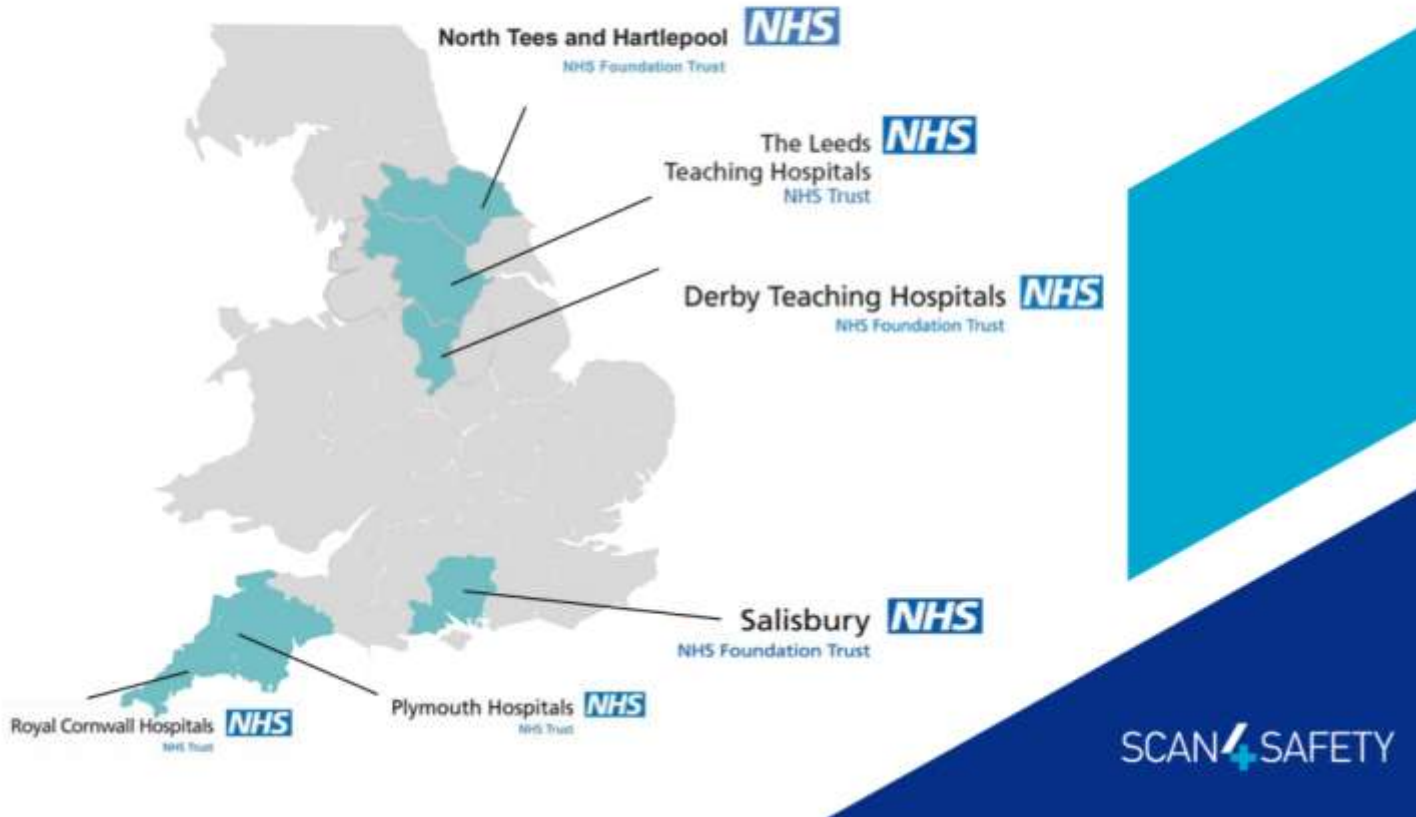 North Tees and Hartlepool NHS
NHS Foundation Trust
The Leeds NHS
Teaching Hospitals
NHS Trust
Derby Teaching Hospitals NHS
NHS Foundation Trust
Salisbury NHS
NHS Foundation Trust
Plymouth Hospitals NHS
NHS Trust
Royal Cornwall Hospitals NHS
NHS Trust
SCAN4SAFETY